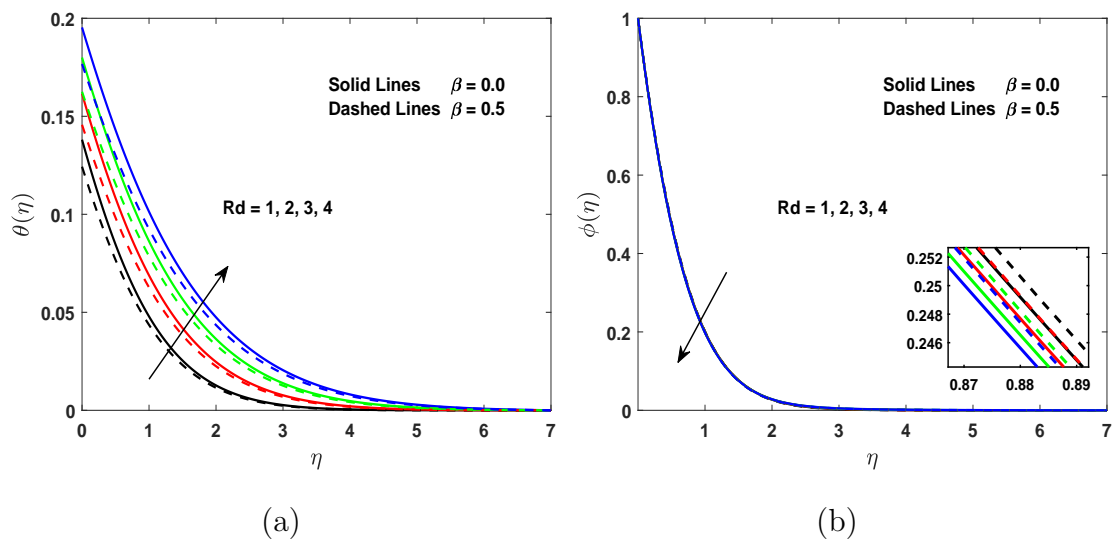 0.2
0.15
0.1
0.05
0
θ(η)
Solid Lines β = 0.0
Dashed Lines β = 0.5
Rd = 1, 2, 3, 4
0 1 2 3 4 5 6 7
η
(a)
1
0.8
0.6
0.4
0.2
0
ϕ(η)
Solid Lines β = 0.0
Dashed Lines β = 0.5
Rd = 1, 2, 3, 4
0.252
0.25
0.248
0.246
0.87 0.88 0.89
1 2 3 4 5 6 7
η
(b)